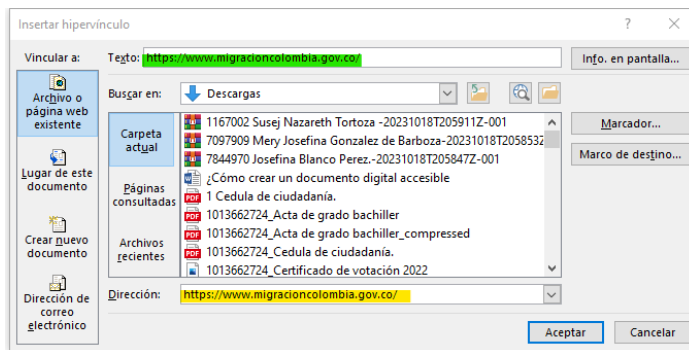 Insertar hipervínculo
? ×
Vincular a:
Texto: https://www.migracioncolombia.gov.co/
Info. en pantalla...
Archivo o
página web
existente
Buscar en: Descargas
Carpeta
actual
1167002 Susej Nazareth Tortoza -20231018T205911Z-001
7097909 Mery Josefina Gonzalez de Barboza-20231018T205853Z
7844970 Josefina Blanco Perez.-20231018T205847Z-001
¿Cómo crear un documento digital accesible
1 Cedula de ciudadanía.
1013662724_Acta de grado bachiller
1013662724_Acta de grado bachiller_compressed
1013662724_Cedula de ciudadanía.
1013662724_Certificado de votación 2022
Marcador...
Marco de destino...
Lugar de este
documento
Páginas
consultadas
Crear nuevo
documento
Archivos
recientes
Dirección de
correo
electrónico
Dirección: https://www.migracioncolombia.gov.co/
Aceptar
Cancelar